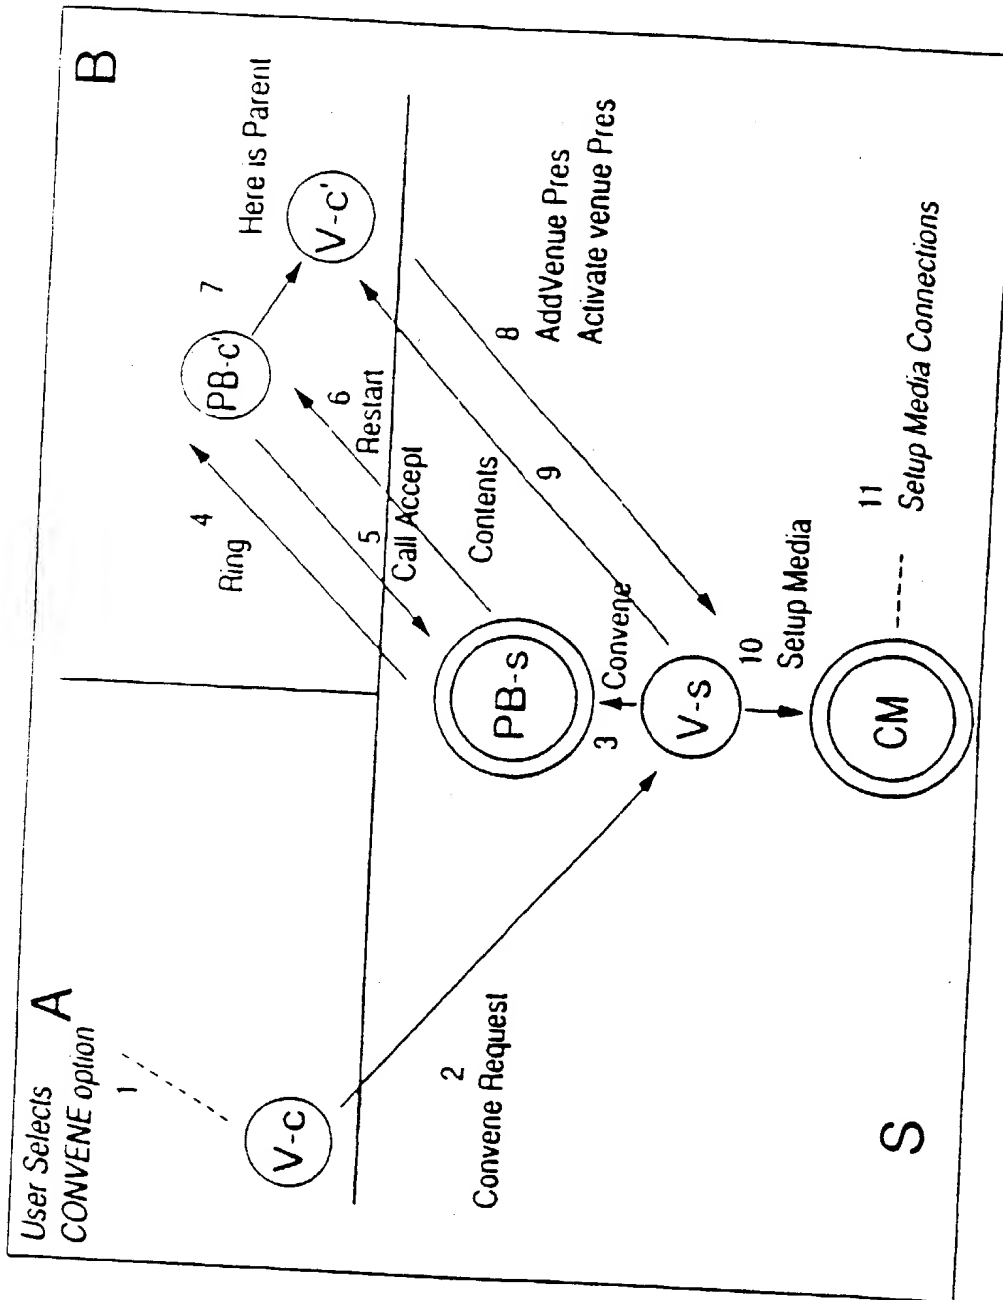 User Selects
CONVENE option
A
1
V-c
2
Convene Request
S
B
4
Ring
PB-c'
7
Here is Parent
V-c'
5
Call Accept
6
Restart
Contents
9
8
AddVenue Pres
Activate venue Pres
PB-s
3
Convene
V-s
10
Setup Media
CM
11
Setup Media Connections